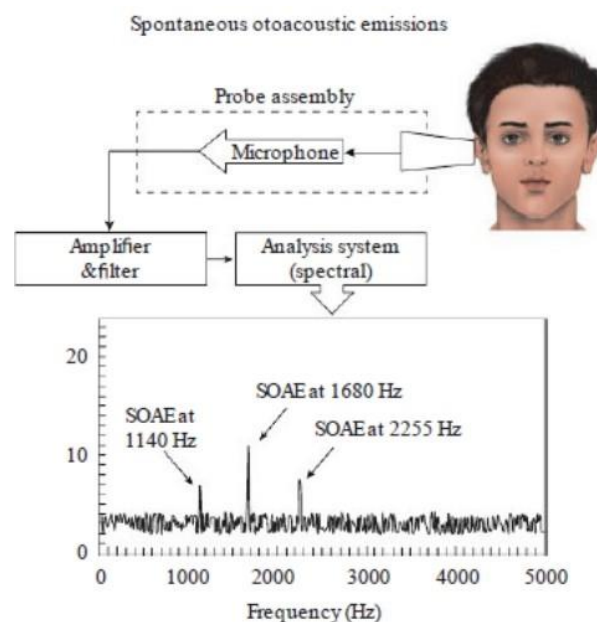 Spontaneous otoacoustic emissions
Probe assembly
Microphone
Amplifier
&filter
Analysis system
(spectral)
20
10
0
SOAE at
1140 Hz
SOAE at 1680 Hz
SOAE at 2255 Hz
0 1000 2000 3000 4000 5000
Frequency (Hz)